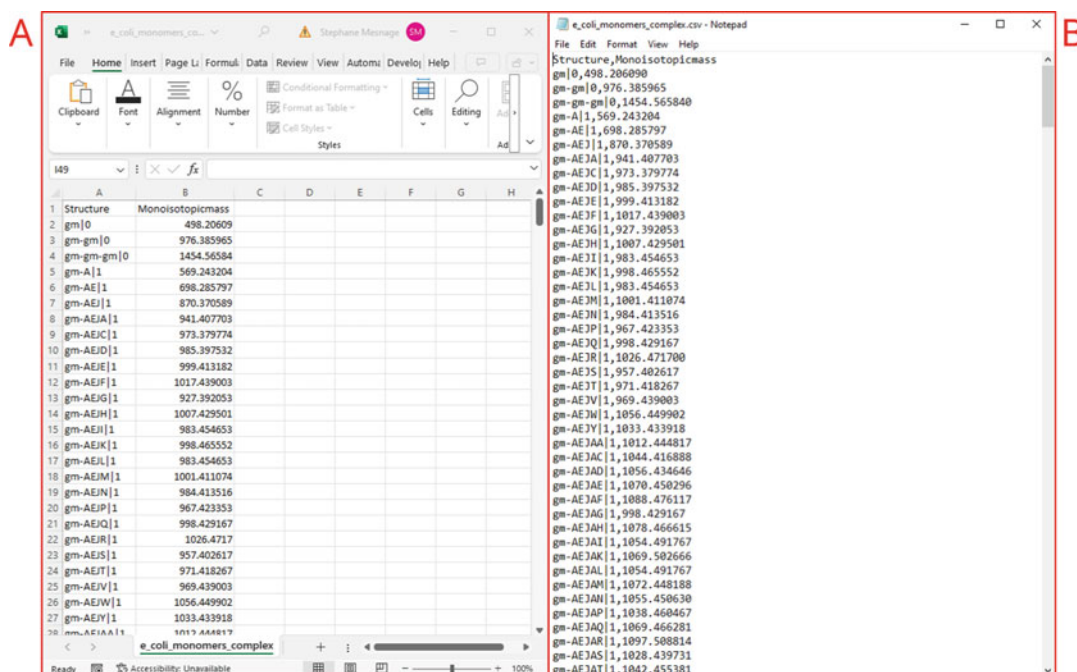 A
e_coli_monomers_co...
Stephane Mesnage SM
File Home Insert Page La Formul Data Review View Automa Develop Help
Clipboard
Font
Alignment
Number
Conditional Formatting
Format as Table
Cell Styles
Styles
Cells
Editing
Ad
I49
fx
A B C D E F G H
1 Structure Monoisotopicmass
2 gm|0 498.20609
3 gm-gm|0 976.385965
4 gm-gm-gm|0 1454.56584
5 gm-A|1 569.243204
6 gm-AE|1 698.285797
7 gm-AEJ|1 870.370589
8 gm-AEJA|1 941.407703
9 gm-AEJC|1 973.379774
10 gm-AEJD|1 985.397532
11 gm-AEJE|1 999.413182
12 gm-AEJF|1 1017.439003
13 gm-AEJG|1 927.392053
14 gm-AEJH|1 1007.429501
15 gm-AEJI|1 983.454653
16 gm-AEJK|1 998.465552
17 gm-AEJL|1 983.454653
18 gm-AEJM|1 1001.411074
19 gm-AEJN|1 984.413516
20 gm-AEJP|1 967.423353
21 gm-AEJQ|1 998.429167
22 gm-AEJR|1 1026.4717
23 gm-AEJS|1 957.402617
24 gm-AEJT|1 971.418267
25 gm-AEJV|1 969.439003
26 gm-AEJW|1 1056.449902
27 gm-AEJY|1 1033.433918
28 gm-AEJAA|1 1012.444817
e_coli_monomers_complex
Ready Accessibility: Unavailable 100%
B
e_coli_monomers_complex.csv - Notepad
File Edit Format View Help
Structure,Monoisotopicmass
gm|0,498.206090
gm-gm|0,976.385965
gm-gm-gm|0,1454.565840
gm-A|1,569.243204
gm-AE|1,698.285797
gm-AEJ|1,870.370589
gm-AEJA|1,941.407703
gm-AEJC|1,973.379774
gm-AEJD|1,985.397532
gm-AEJE|1,999.413182
gm-AEJF|1,1017.439003
gm-AEJG|1,927.392053
gm-AEJH|1,1007.429501
gm-AEJI|1,983.454653
gm-AEJK|1,998.465552
gm-AEJL|1,983.454653
gm-AEJM|1,1001.411074
gm-AEJN|1,984.413516
gm-AEJP|1,967.423353
gm-AEJQ|1,998.429167
gm-AEJR|1,1026.471700
gm-AEJS|1,957.402617
gm-AEJT|1,971.418267
gm-AEJV|1,969.439003
gm-AEJW|1,1056.449902
gm-AEJY|1,1033.433918
gm-AEJAA|1,1012.444817
gm-AEJAC|1,1044.416888
gm-AEJAD|1,1056.434646
gm-AEJAE|1,1070.450296
gm-AEJAF|1,1088.476117
gm-AEJAG|1,998.429167
gm-AEJAH|1,1078.466615
gm-AEJAI|1,1054.491767
gm-AEJAK|1,1069.502666
gm-AEJAL|1,1054.491767
gm-AEJAM|1,1072.448188
gm-AEJAN|1,1055.450630
gm-AEJAP|1,1038.460467
gm-AEJAQ|1,1069.466281
gm-AEJAR|1,1097.508814
gm-AEJAS|1,1028.439731
gm-AEJAT|1,1042.455381